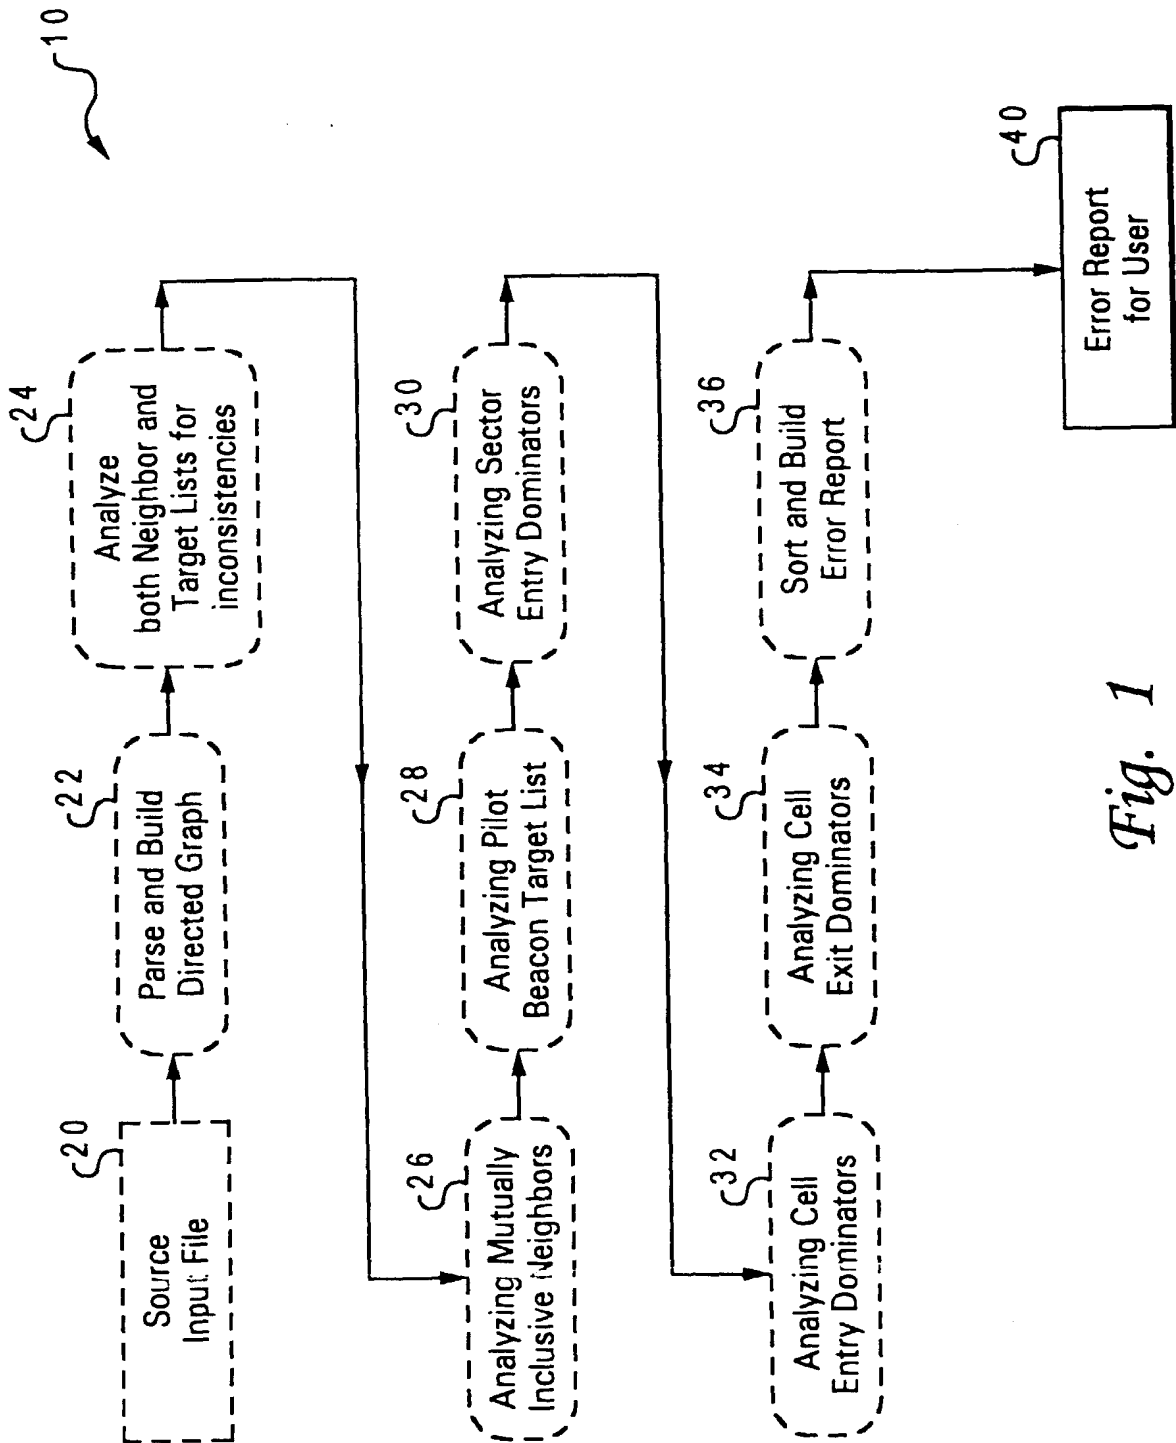 10
20
Source
Input File
22
Parse and Build
Directed Graph
24
Analyze
both Neighbor and
Target Lists for
inconsistencies
26
Analyzing Mutually
Inclusive Neighbors
28
Analyzing Pilot
Beacon Target List
30
Analyzing Sector
Entry Dominators
32
Analyzing Cell
Entry Dominators
34
Analyzing Cell
Exit Dominators
36
Sort and Build
Error Report
40
Error Report
for User
Fig. 1